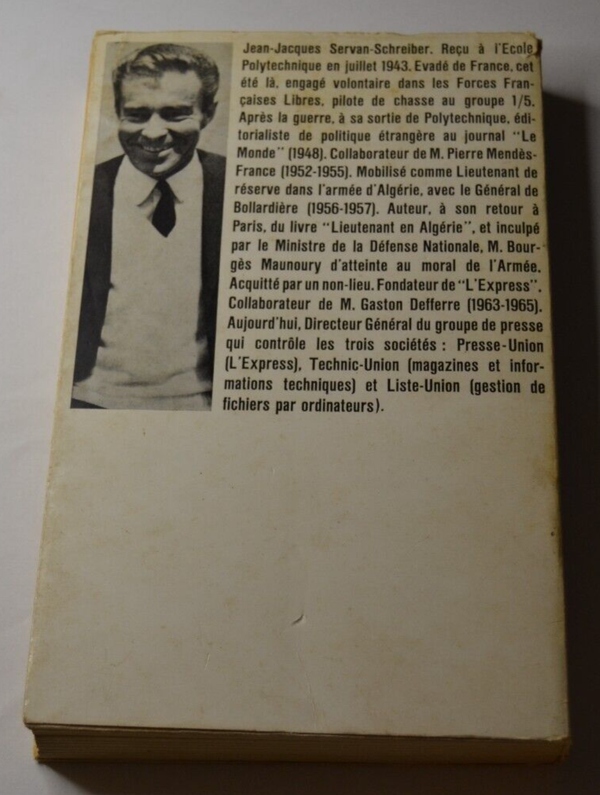 Jean-Jacques Servan-Schreiber. Reçu à l'Ecole
Polytechnique en juillet 1943. Evadé de France, cet
été là, engagé volontaire dans les Forces Fran-
çaises Libres, pilote de chasse au groupe 1/5.
Après la guerre, à sa sortie de Polytechnique, édi-
torialiste de politique étrangère au journal "Le
Monde" (1948). Collaborateur de M. Pierre Mendès-
France (1952-1955). Mobilisé comme Lieutenant de
réserve dans l'armée d'Algérie, avec le Général de
Bollardière (1956-1957). Auteur, à son retour à
Paris, du livre "Lieutenant en Algérie", et inculpé
par le Ministre de la Défense Nationale, M. Bour-
gès Maunoury d'atteinte au moral de l'Armée.
Acquitté par un non-lieu. Fondateur de "L'Express".
Collaborateur de M. Gaston Defferre (1963-1965).
Aujourd'hui, Directeur Général du groupe de presse
qui contrôle les trois sociétés : Presse-Union
(L'Express), Technic-Union (magazines et infor-
mations techniques) et Liste-Union (gestion de
fichiers par ordinateurs).